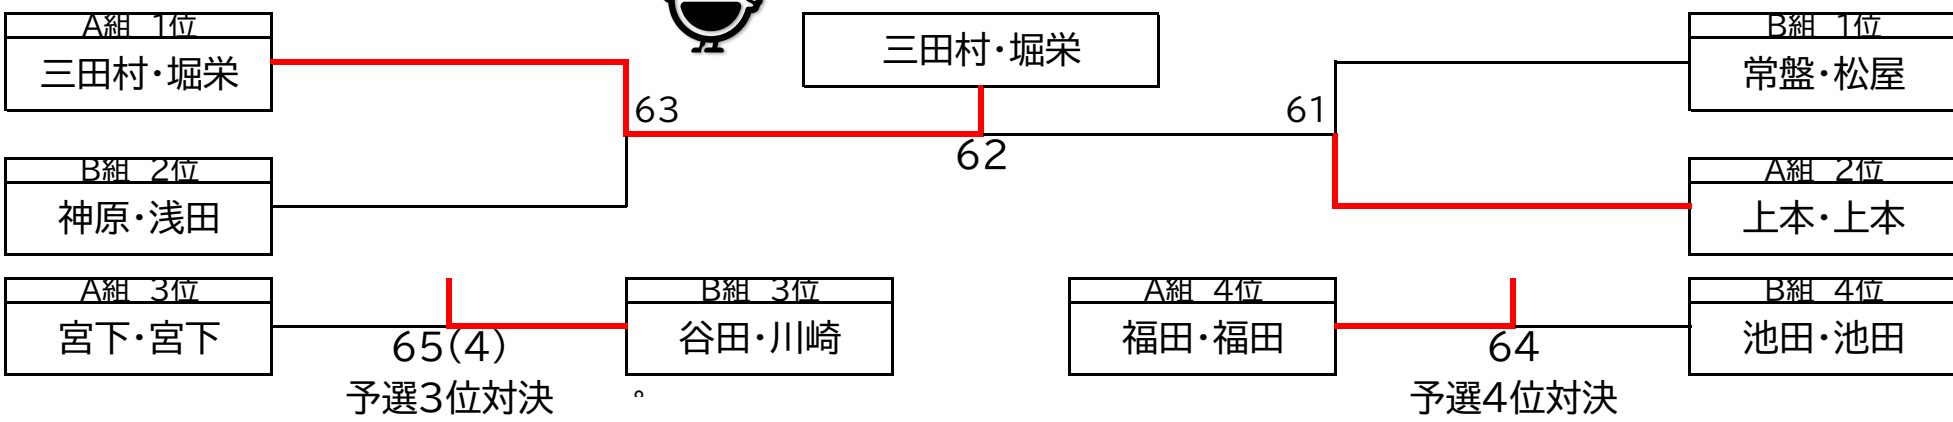 A組 1位
三田村・堀栄
三田村・堀栄
B組 1位
常盤・松屋
63
61
62
B組 2位
神原・浅田
A組 2位
上本・上本
A組 3位
宮下・宮下
B組 3位
谷田・川崎
A組 4位
福田・福田
B組 4位
池田・池田
65(4)
64
予選3位対決
。
予選4位対決